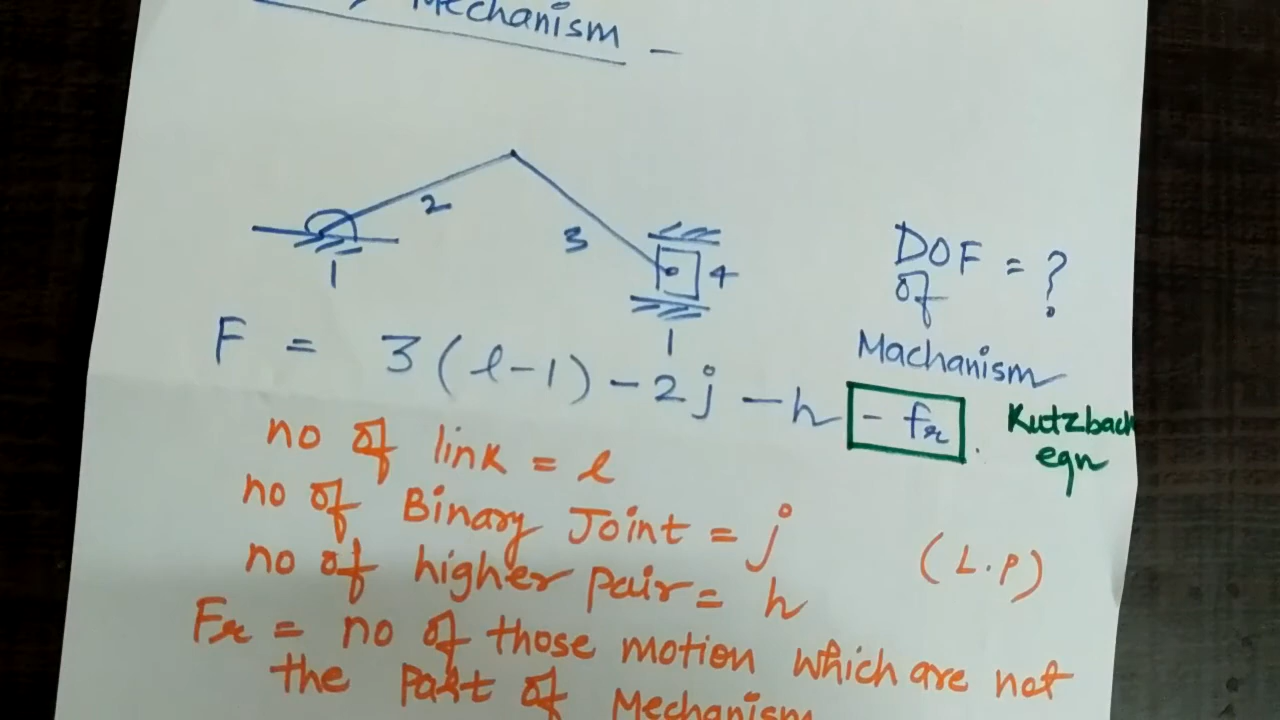 Mechanism -
2
3
4
1
1
DOF = ?
of
Machanism
F = 3(l-1) - 2j - h - fr.
Kutzback
eqn
no of link = l
no of Binary Joint = j (L.P)
no of higher pair = h
Fr = no of those motion which are not
the part of Mechanism